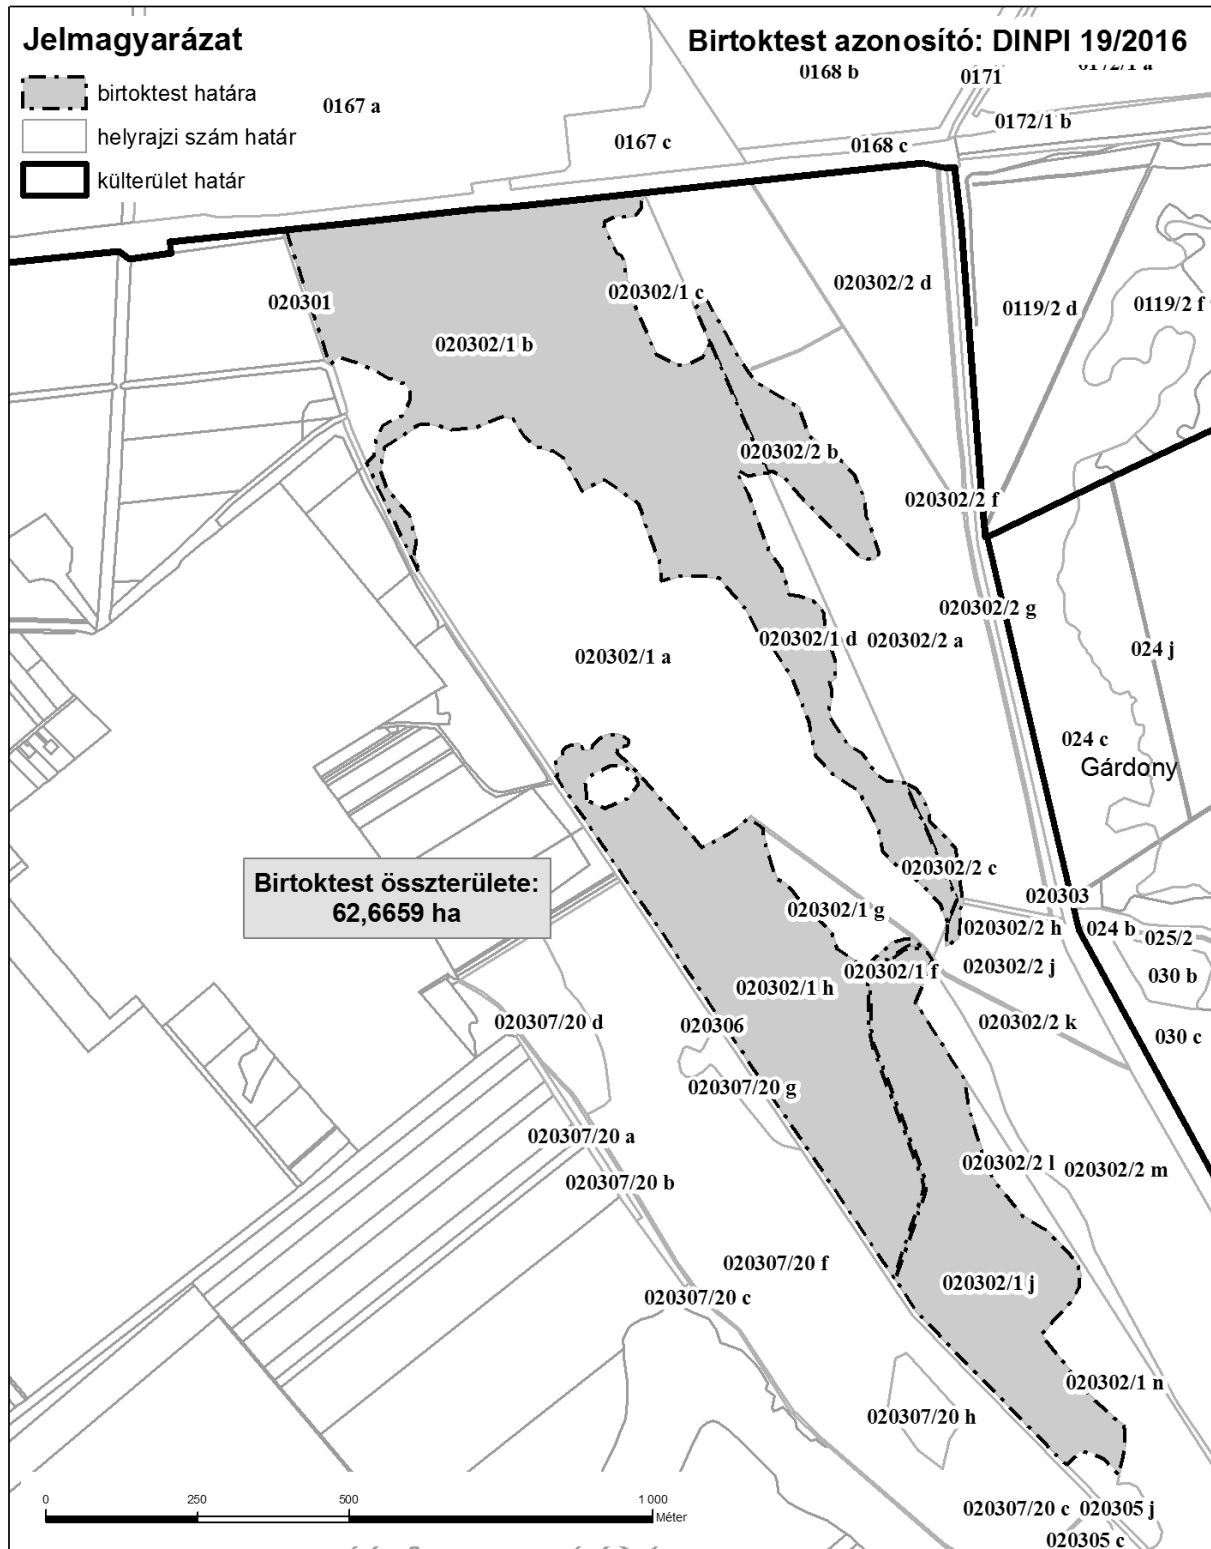 Jelmagyarázat
birtoktest határa
helyrajzi szám határ
külterület határ
Birtoktest azonosító: DINPI 19/2016
0168 b
0171
0172/1 a
0167 a
0172/1 b
0167 c
0168 c
020301
020302/1 c
020302/2 d
0119/2 d
0119/2 f
020302/1 b
020302/2 b
020302/2 f
020302/2 g
020302/1 d
020302/2 a
020302/1 a
024 j
024 c
Gárdony
Birtoktest összterülete:
62,6659 ha
020302/2 c
020303
020302/1 g
020302/2 h
024 b
025/2
020302/1 f
020302/2 j
030 b
020302/1 h
020307/20 d
020306
020302/2 k
030 c
020307/20 g
020307/20 a
020302/2 l
020302/2 m
020307/20 b
020307/20 f
020302/1 j
020307/20 c
020302/1 n
020307/20 h
0
250
500
1 000
Méter
020307/20 c
020305 j
020305 c